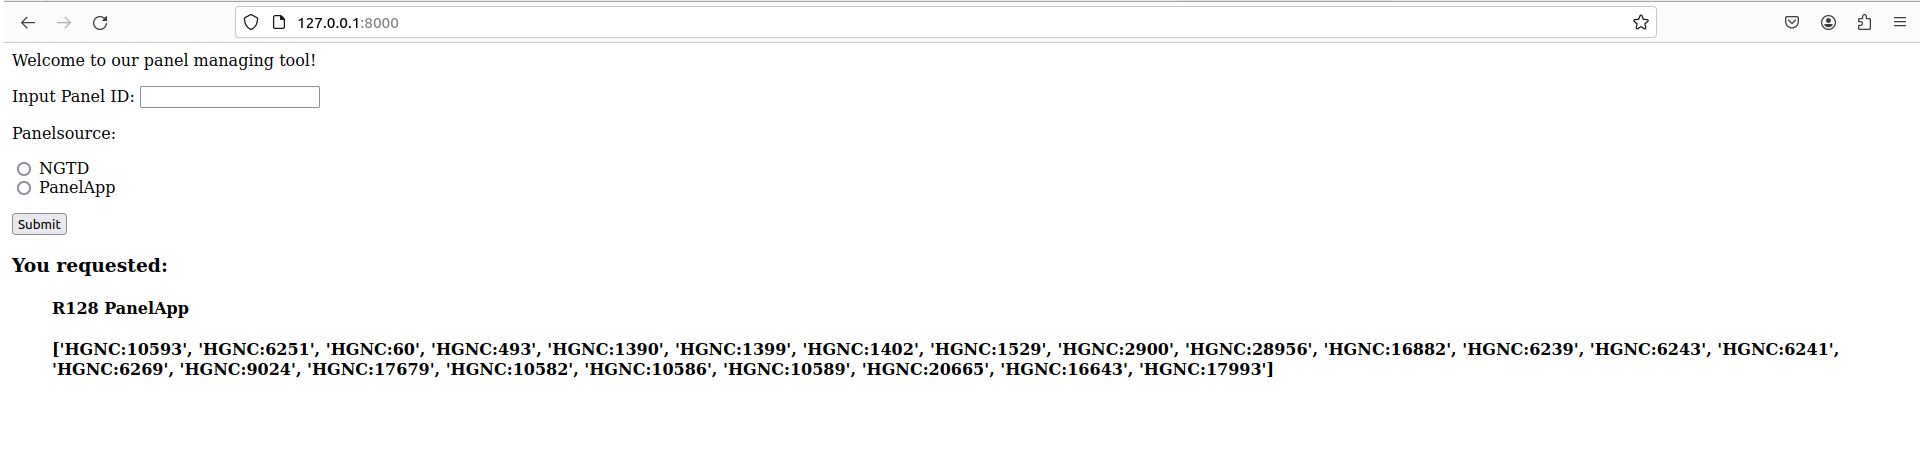 127.0.0.1:8000
Welcome to our panel managing tool!
Input Panel ID:
Panelsource:
NGTD
PanelApp
Submit
You requested:
R128 PanelApp
['HGNC:10593', 'HGNC:6251', 'HGNC:60', 'HGNC:493', 'HGNC:1390', 'HGNC:1399', 'HGNC:1402', 'HGNC:1529', 'HGNC:2900', 'HGNC:28956', 'HGNC:16882', 'HGNC:6239', 'HGNC:6243', 'HGNC:6241',
'HGNC:6269', 'HGNC:9024', 'HGNC:17679', 'HGNC:10582', 'HGNC:10586', 'HGNC:10589', 'HGNC:20665', 'HGNC:16643', 'HGNC:17993']